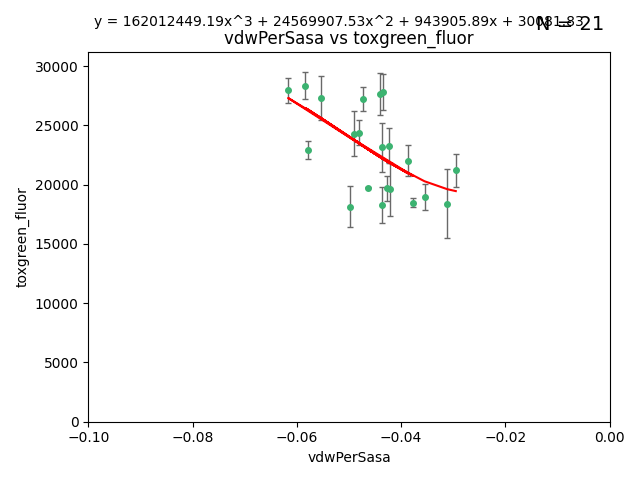 y = 162012449.19x^3 + 24569907.53x^2 + 943905.89x + 30081.83
N = 21
vdwPerSasa vs toxgreen_fluor
30000
25000
20000
15000
10000
5000
0
toxgreen_fluor
−0.10 −0.08 −0.06 −0.04 −0.02 0.00
vdwPerSasa